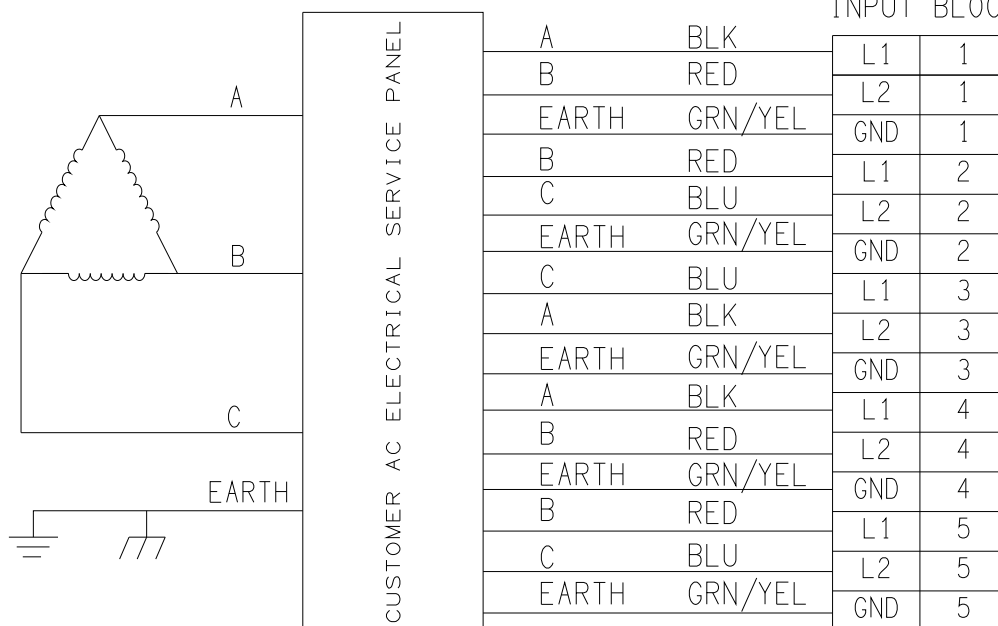 INPUT BLOC
A BLK L1 1
B RED L2 1
EARTH GRN/YEL GND 1
B RED L1 2
C BLU L2 2
EARTH GRN/YEL GND 2
C BLU L1 3
A BLK L2 3
EARTH GRN/YEL GND 3
A BLK L1 4
B RED L2 4
EARTH GRN/YEL GND 4
B RED L1 5
C BLU L2 5
EARTH GRN/YEL GND 5
CUSTOMER AC ELECTRICAL SERVICE PANEL
A
B
C
EARTH